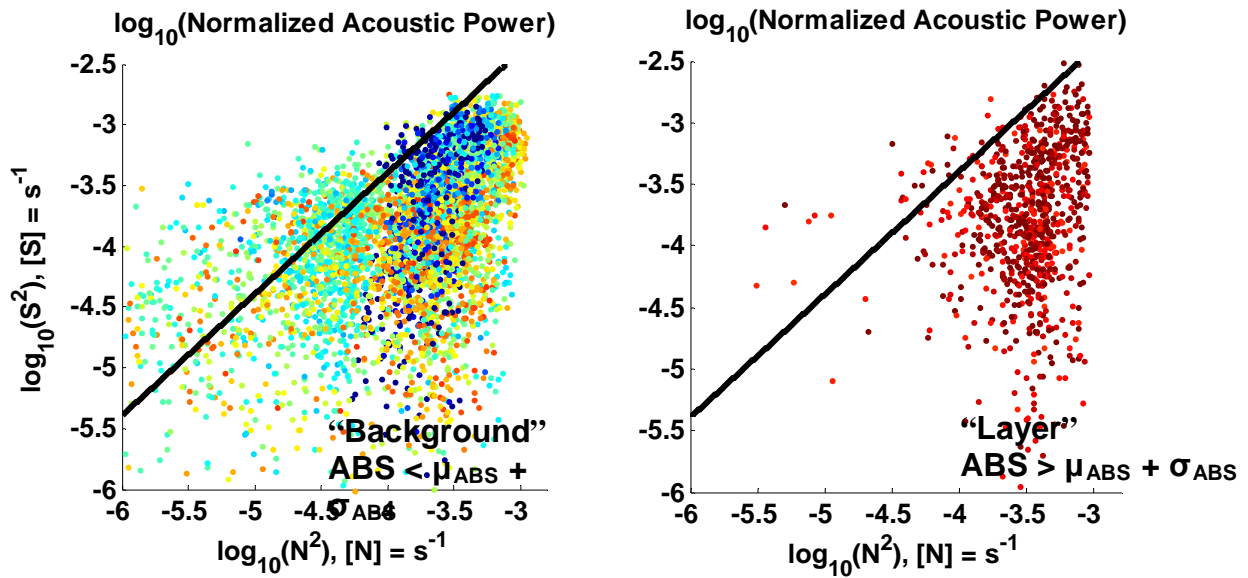 log10(Normalized Acoustic Power)
-2.5
-3
-3.5
-4
-4.5
-5
-5.5
-6
log10(S2), [S] = s-1
“Background”
ABS < μABS +
σABS
-6 -5.5 -5 -4.5 -4 -3.5 -3
log10(N2), [N] = s-1
log10(Normalized Acoustic Power)
-2.5
-3
-3.5
-4
-4.5
-5
-5.5
-6
“Layer”
ABS > μABS + σABS
-6 -5.5 -5 -4.5 -4 -3.5 -3
log10(N2), [N] = s-1